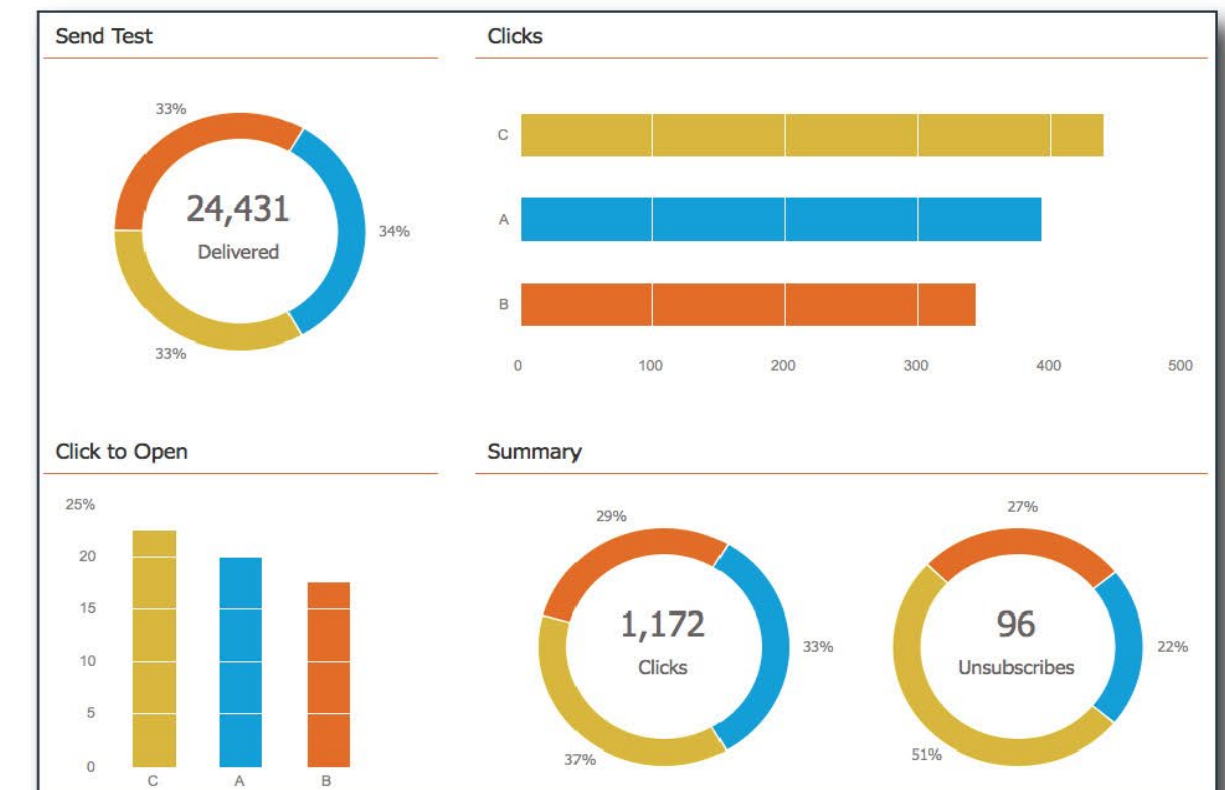 Send Test
33%
24,431
Delivered
34%
33%
Clicks
C
A
B
0 100 200 300 400 500
Click to Open
25%
20
15
10
5
0
C A B
Summary
29%
1,172
Clicks
33%
37%
27%
96
Unsubscribes
22%
51%